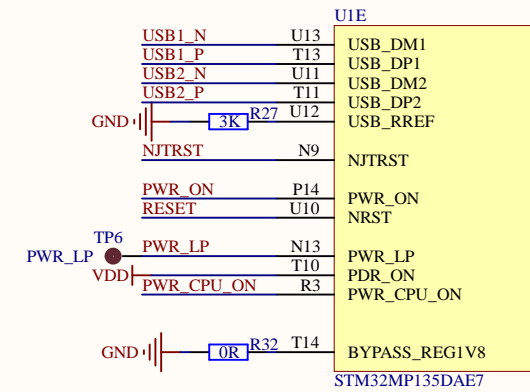 U1E
USB1_N U13 USB_DM1
USB1_P T13 USB_DP1
USB2_N U11 USB_DM2
USB2_P T11 USB_DP2
GND 3K R27 U12 USB_RREF
NJTRST N9 NJTRST
PWR_ON P14 PWR_ON
RESET U10 NRST
TP6
PWR_LP PWR_LP N13 PWR_LP
VDD T10 PDR_ON
PWR_CPU_ON R3 PWR_CPU_ON
GND 0R R32 T14 BYPASS_REG1V8
STM32MP135DAE7